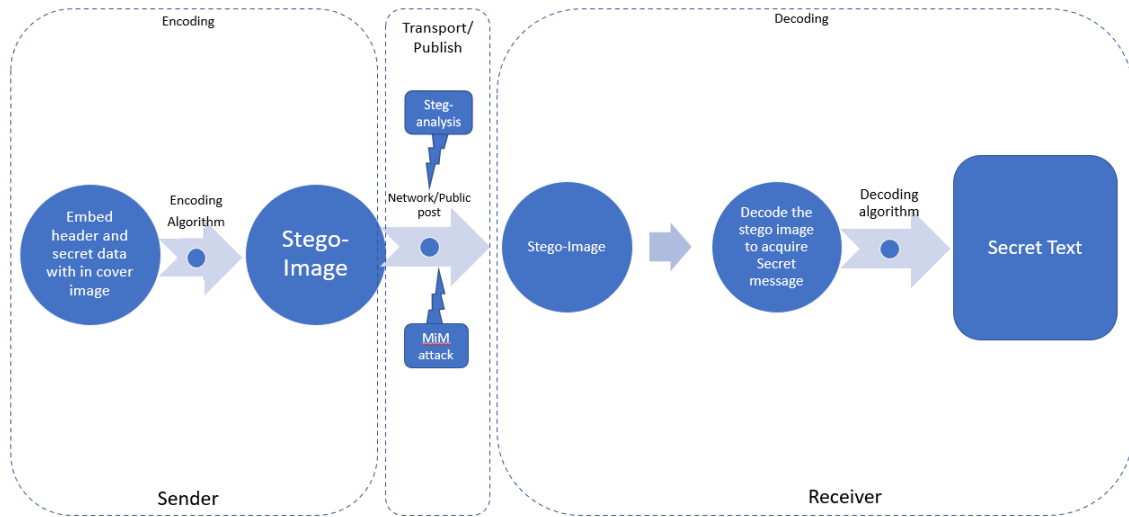 Encoding
Embed
header and
secret data
with in cover
image
Encoding
Algorithm
Stego-
Image
Sender
Transport/
Publish
Steg-
analysis
Network/Public
post
MiM
attack
Decoding
Stego-Image
Decode the
stego image
to acquire
Secret
message
Decoding
algorithm
Secret Text
Receiver